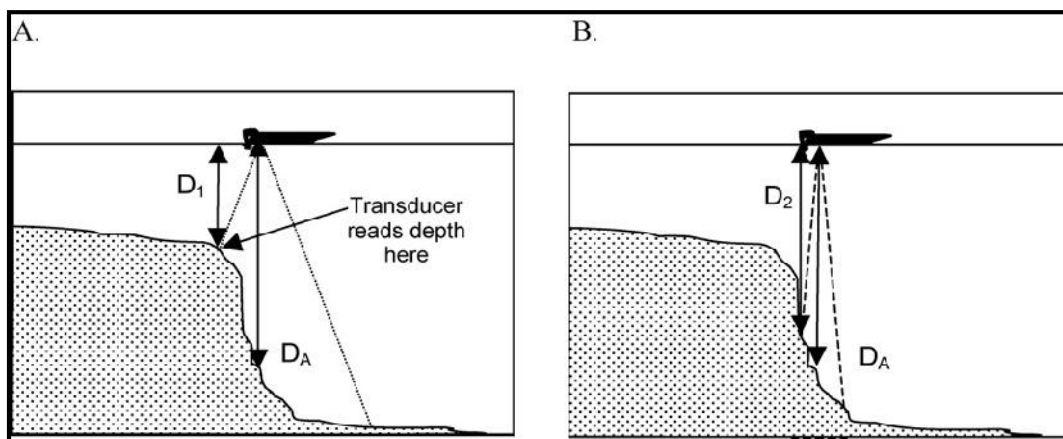 A.
B.
D1
Transducer
reads depth
here
DA
D2
DA